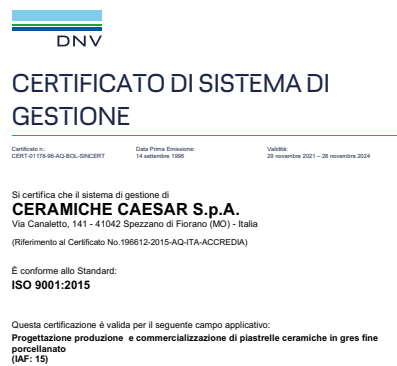 DNV
CERTIFICATO DI SISTEMA DI
GESTIONE
Certificato n.: Data Prima Emissione: Validità:
CERT-01178-96-AQ-BOL-SINCERT 14 settembre 1996 29 novembre 2021 – 28 novembre 2024
Si certifica che il sistema di gestione di
CERAMICHE CAESAR S.p.A.
Via Canaletto, 141 - 41042 Spezzano di Fiorano (MO) - Italia
(Riferimento al Certificato No.196612-2015-AQ-ITA-ACCREDIA)
È conforme allo Standard:
ISO 9001:2015
Questa certificazione è valida per il seguente campo applicativo:
Progettazione produzione e commercializzazione di piastrelle ceramiche in gres fine
porcellanato
(IAF: 15)